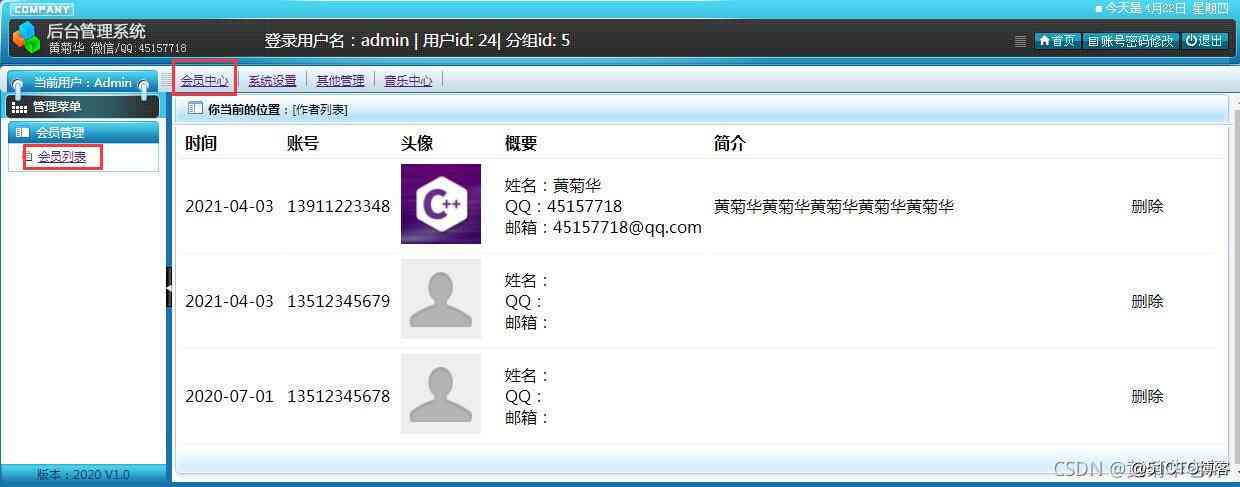 COMPANY
■ 今天是 4月22日 星期四
后台管理系统
黄菊华 微信/QQ:45157718
登录用户名：admin | 用户id: 24| 分组id: 5
首页 账号密码修改 退出
当前用户：Admin
会员中心 系统设置 其他管理 音乐中心
管理菜单
你当前的位置：[作者列表]
会员管理
会员列表
时间 账号 头像 概要 简介
2021-04-03 13911223348 C++ 姓名：黄菊华
QQ：45157718
邮箱：45157718@qq.com
黄菊华黄菊华黄菊华黄菊华黄菊华 删除
2021-04-03 13512345679 姓名：
QQ：
邮箱：
删除
2020-07-01 13512345678 姓名：
QQ：
邮箱：
删除
版本：2020 V1.0
CSDN @51CTO博客